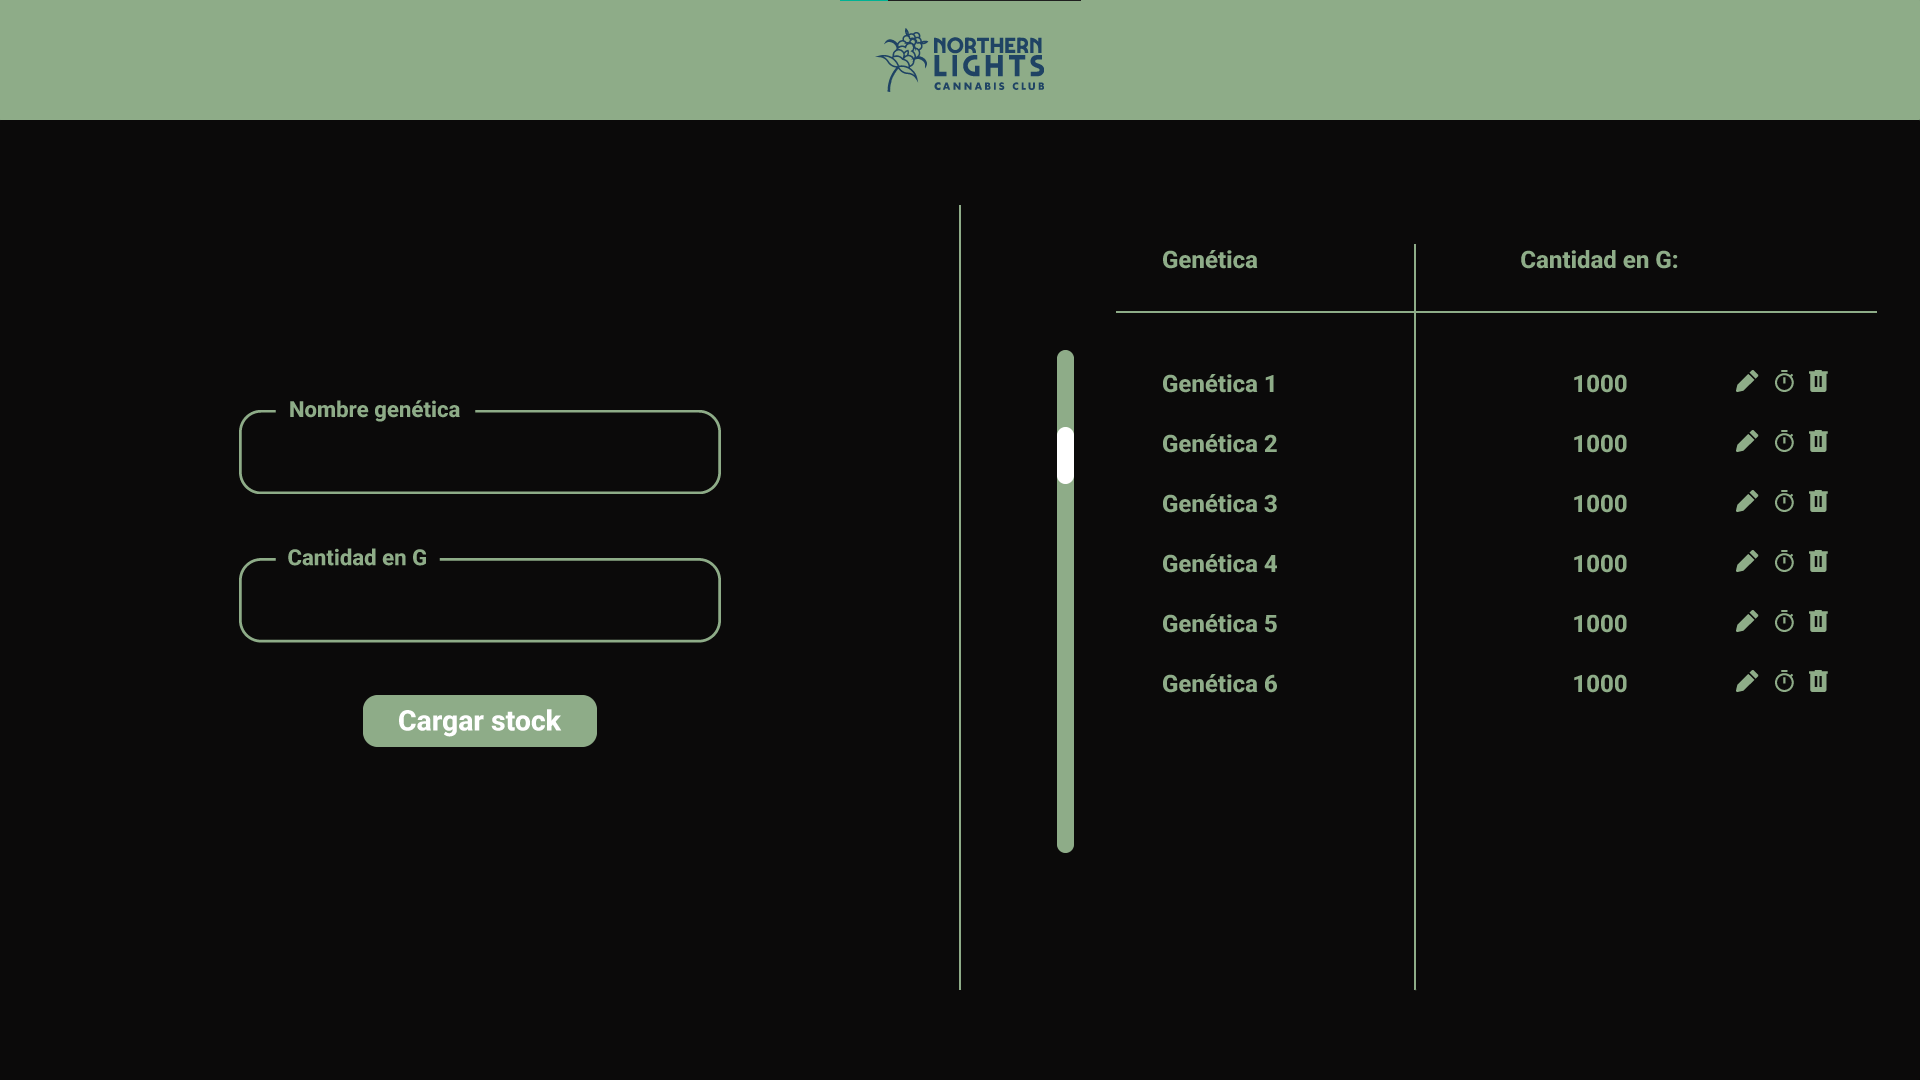 NORTHERN
LIGHTS
CANNABIS CLUB
Nombre genética
Cantidad en G
Cargar stock
Genética Cantidad en G:
Genética 1 1000
Genética 2 1000
Genética 3 1000
Genética 4 1000
Genética 5 1000
Genética 6 1000